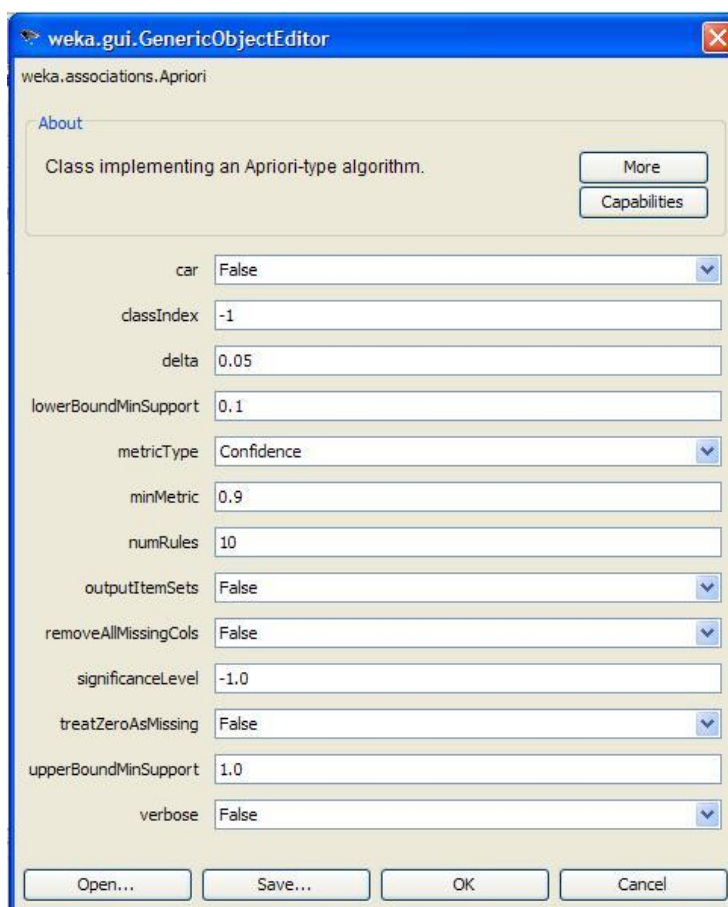 weka.gui.GenericObjectEditor
weka.associations.Apriori
About
Class implementing an Apriori-type algorithm.
More
Capabilities
car False
classIndex -1
delta 0.05
lowerBoundMinSupport 0.1
metricType Confidence
minMetric 0.9
numRules 10
outputItemSets False
removeAllMissingCols False
significanceLevel -1.0
treatZeroAsMissing False
upperBoundMinSupport 1.0
verbose False
Open... Save... OK Cancel